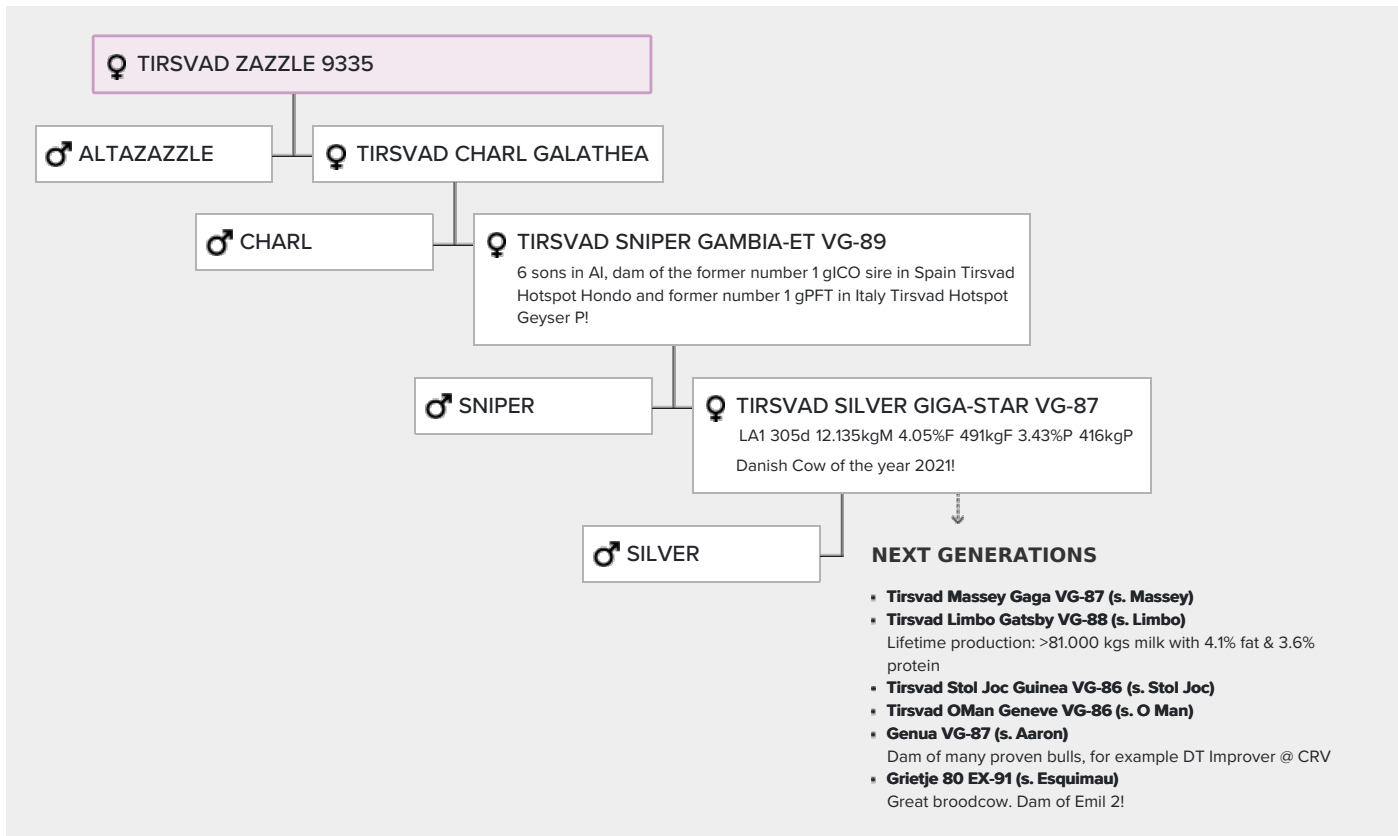 TIRSVAD ZAZZLE 9335
ALTAZAZZLE
TIRSVAD CHARL GALATHEA
CHARL
TIRSVAD SNIPER GAMBIA-ET VG-89
6 sons in AI, dam of the former number 1 gICO sire in Spain Tirsvad
Hotspot Hondo and former number 1 gPFT in Italy Tirsvad Hotspot
Geyser P!
SNIPER
TIRSVAD SILVER GIGA-STAR VG-87
LA1 305d 12.135kgM 4.05%F 491kgF 3.43%P 416kgP
Danish Cow of the year 2021!
SILVER
NEXT GENERATIONS
Tirsvad Massey Gaga VG-87 (s. Massey)
Tirsvad Limbo Gatsby VG-88 (s. Limbo)
Lifetime production: >81.000 kgs milk with 4.1% fat & 3.6%
protein
Tirsvad Stol Joc Guinea VG-86 (s. Stol Joc)
Tirsvad OMan Geneve VG-86 (s. O Man)
Genua VG-87 (s. Aaron)
Dam of many proven bulls, for example DT Improver @ CRV
Grietje 80 EX-91 (s. Esquimau)
Great broodcow. Dam of Emil 2!